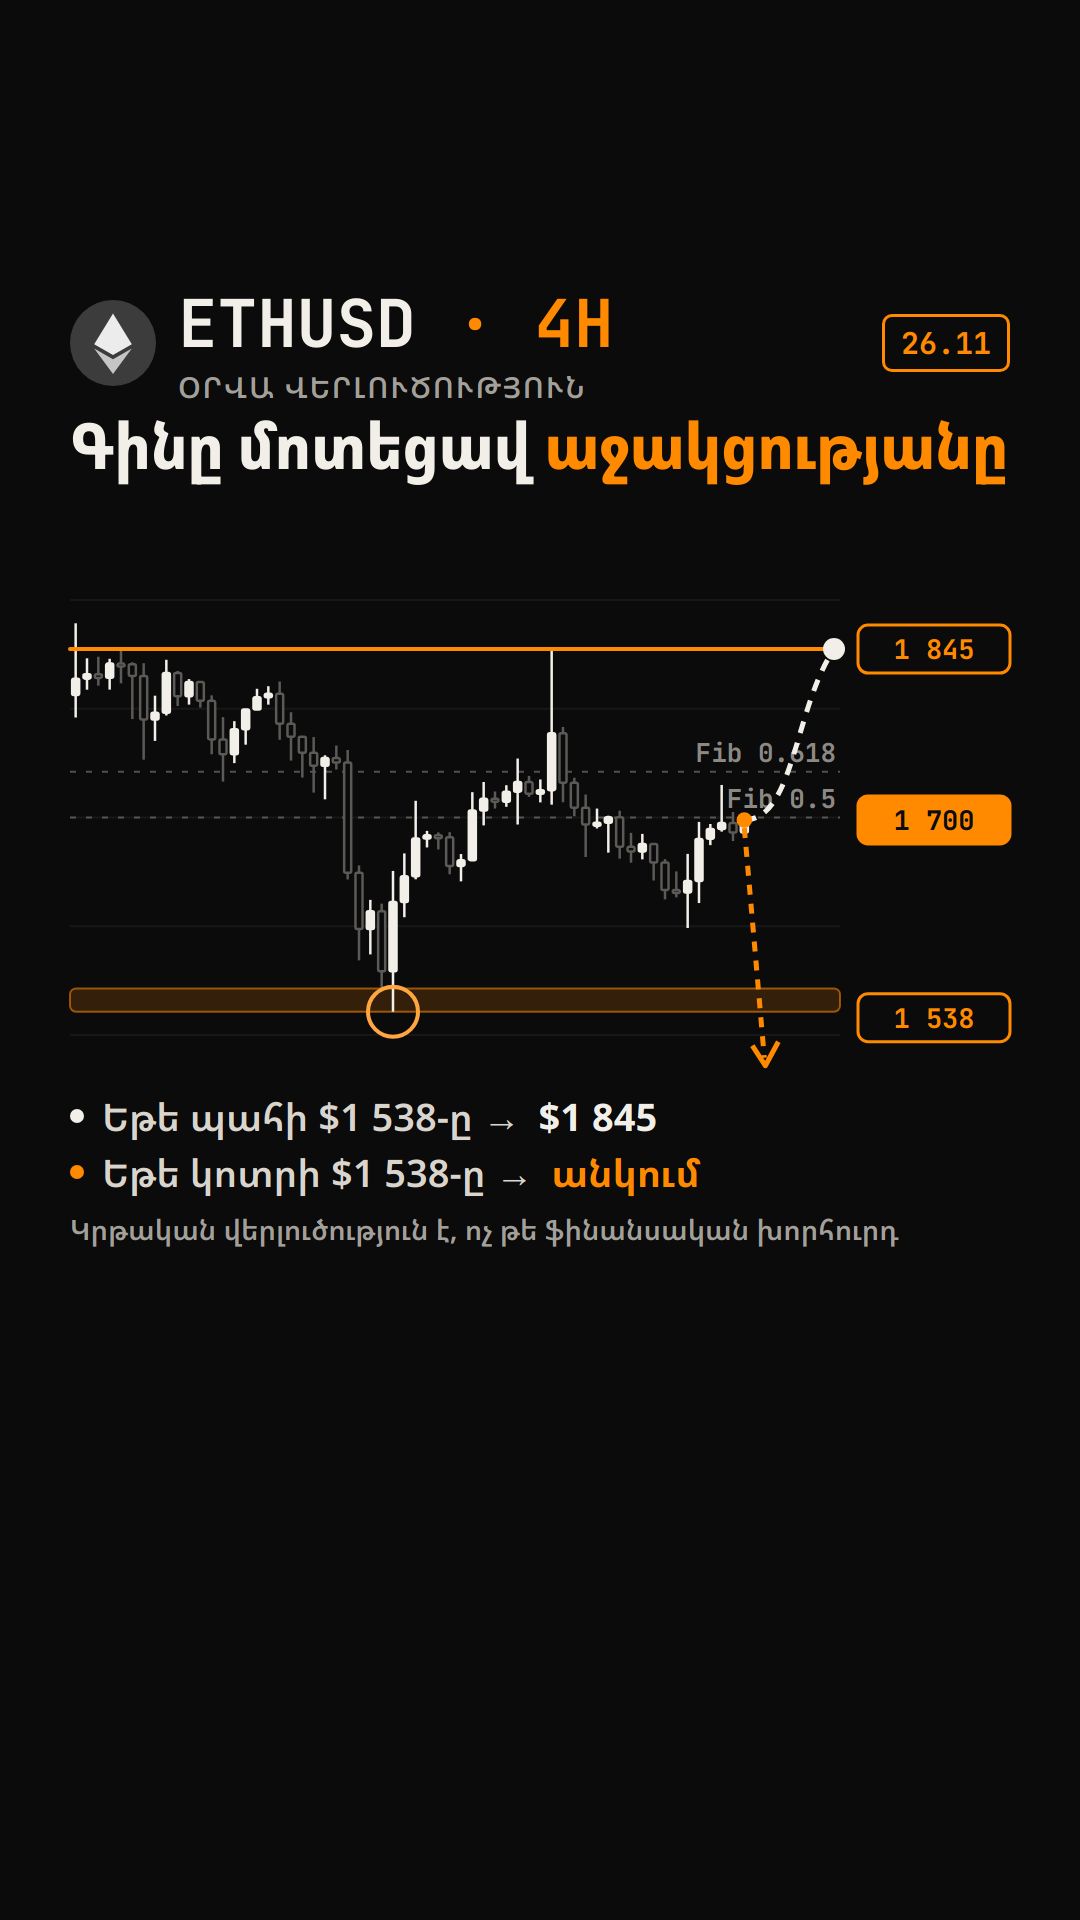 ETHUSD · 4H
26.11
ՕՐՎԱ ՎԵՐԼՈՒԾՈՒԹՅՈՒՆ
Գինը մոտեցավ աջակցությանը
1 845
Fib 0.618
Fib 0.5
1 700
1 538
Եթե պահի $1 538-ը → $1 845
Եթե կոտրի $1 538-ը → անկում
Կրթական վերլուծություն է, ոչ թե ֆինանսական խորհուրդ